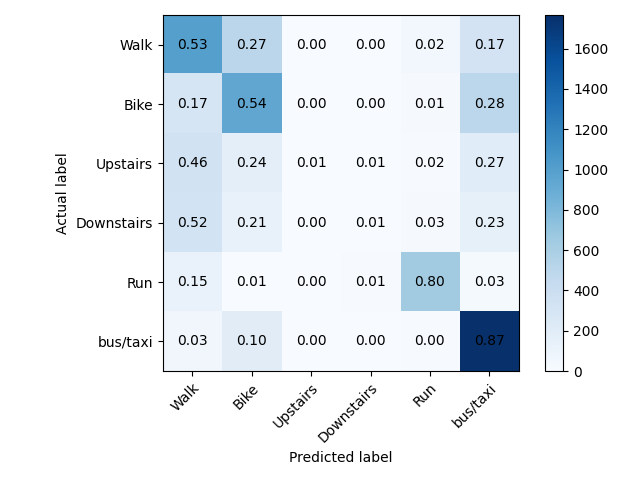 Actual label
Walk 0.53 0.27 0.00 0.00 0.02 0.17
Bike 0.17 0.54 0.00 0.00 0.01 0.28
Upstairs 0.46 0.24 0.01 0.01 0.02 0.27
Downstairs 0.52 0.21 0.00 0.01 0.03 0.23
Run 0.15 0.01 0.00 0.01 0.80 0.03
bus/taxi 0.03 0.10 0.00 0.00 0.00 0.87
Walk Bike Upstairs Downstairs Run bus/taxi
Predicted label
1600
1400
1200
1000
800
600
400
200
0